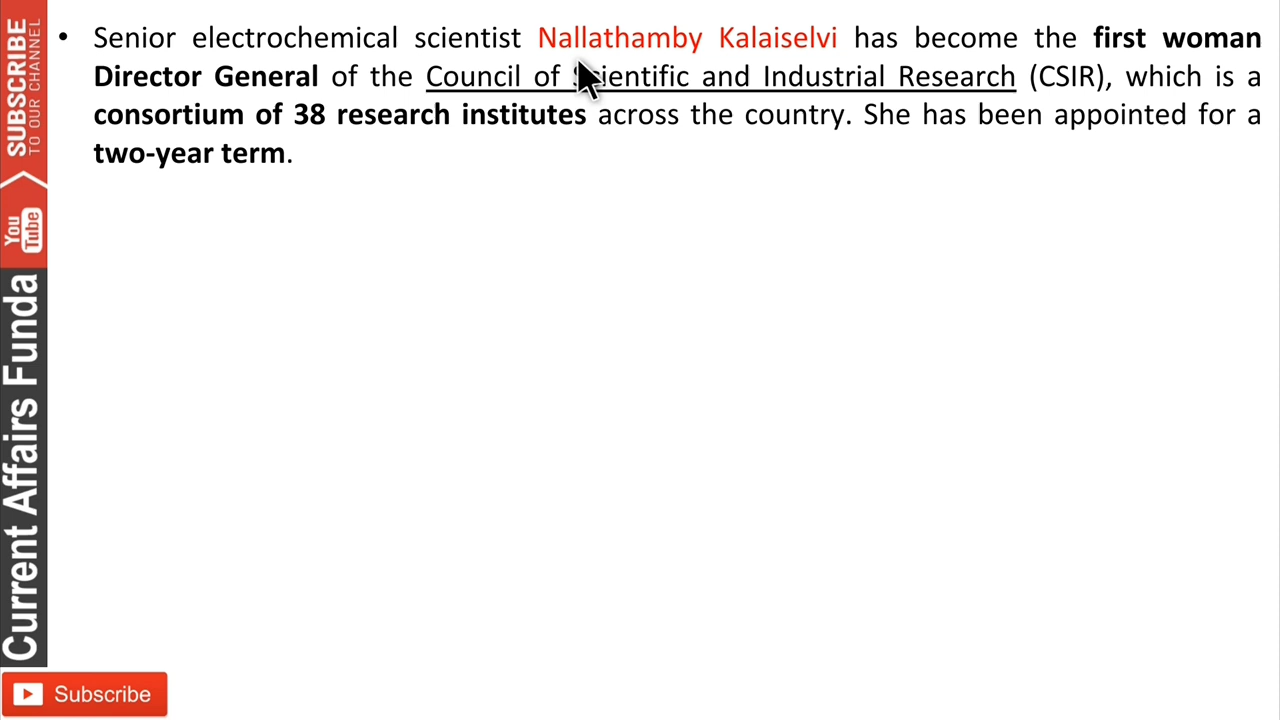 • Senior electrochemical scientist Nallathamby Kalaiselvi has become the first woman
Director General of the Council of Scientific and Industrial Research (CSIR), which is a
consortium of 38 research institutes across the country. She has been appointed for a
two-year term.
SUBSCRIBE
TO OUR CHANNEL
You
Tube
Current Affairs Funda
Subscribe